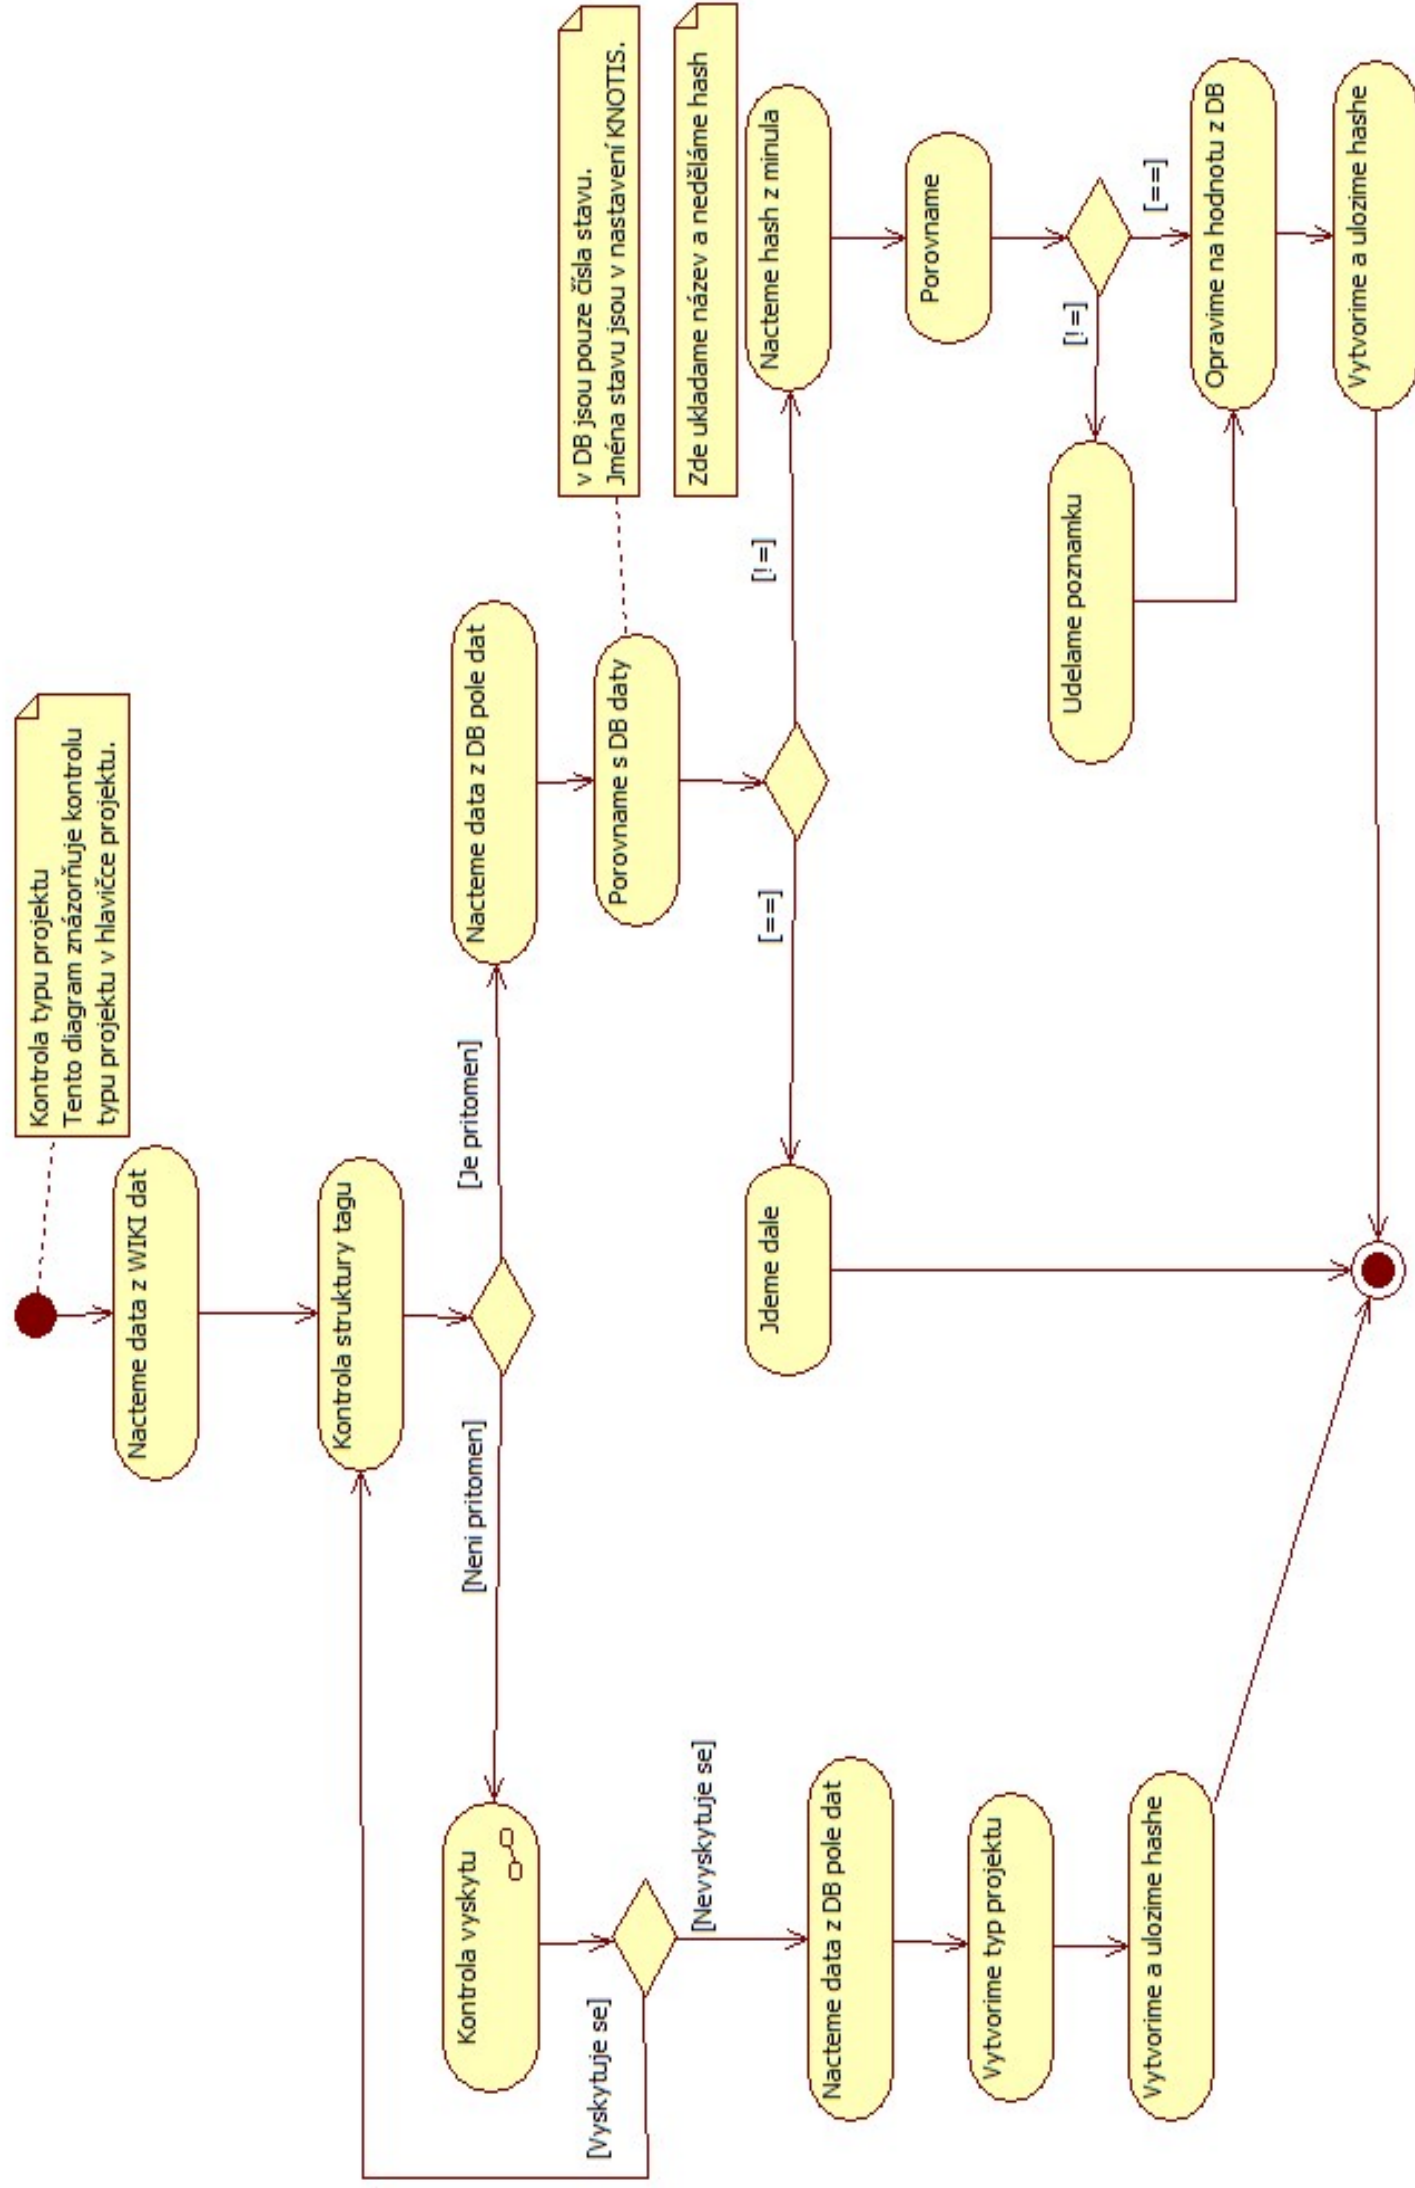 Kontrola typu projektu
Tento diagram znázorňuje kontrolu
typu projektu v hlavičce projektu.
Nacteme data z WIKI dat
Kontrola struktury tagu
[Neni pritomen]
[Je pritomen]
Kontrola vyskytu
Nacteme data z DB pole dat
Porovname s DB daty
v DB jsou pouze čísla stavu.
Jména stavu jsou v nastavení KNOTIS.
Zde ukladame název a neděláme hash
[Vyskytuje se]
[Nevyskytuje se]
[==]
[!=]
Nacteme data z DB pole dat
Jdeme dale
Nacteme hash z minula
Vytvorime typ projektu
Porovname
[!=]
[==]
Udelame poznamku
Vytvorime a ulozime hashe
Opravime na hodnotu z DB
Vytvorime a ulozime hashe